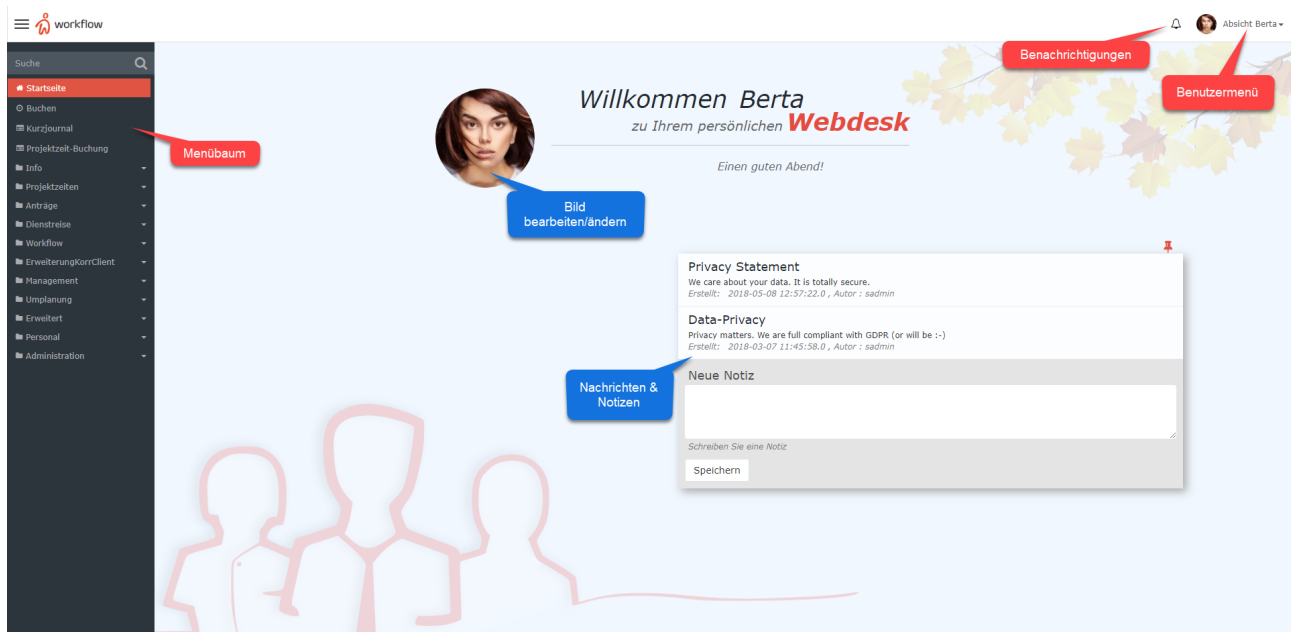 workflow
Absicht Berta
Benachrichtigungen
Benutzermenü
Suche
Startseite
Buchen
Kurzjournal
Projektzeit-Buchung
Info
Projektzeiten
Anträge
Dienstreise
Workflow
ErweiterungKorrClient
Management
Umplanung
Erweitert
Personal
Administration
Menübaum
Willkommen Berta
zu Ihrem persönlichen Webdesk
Einen guten Abend!
Bild
bearbeiten/ändern
Privacy Statement
We care about your data. It is totally secure.
Erstellt: 2018-05-08 12:57:22.0 , Autor : sadmin
Data-Privacy
Privacy matters. We are full compliant with GDPR (or will be :-)
Erstellt: 2018-03-07 11:45:58.0 , Autor : sadmin
Nachrichten &
Notizen
Neue Notiz
Schreiben Sie eine Notiz
Speichern